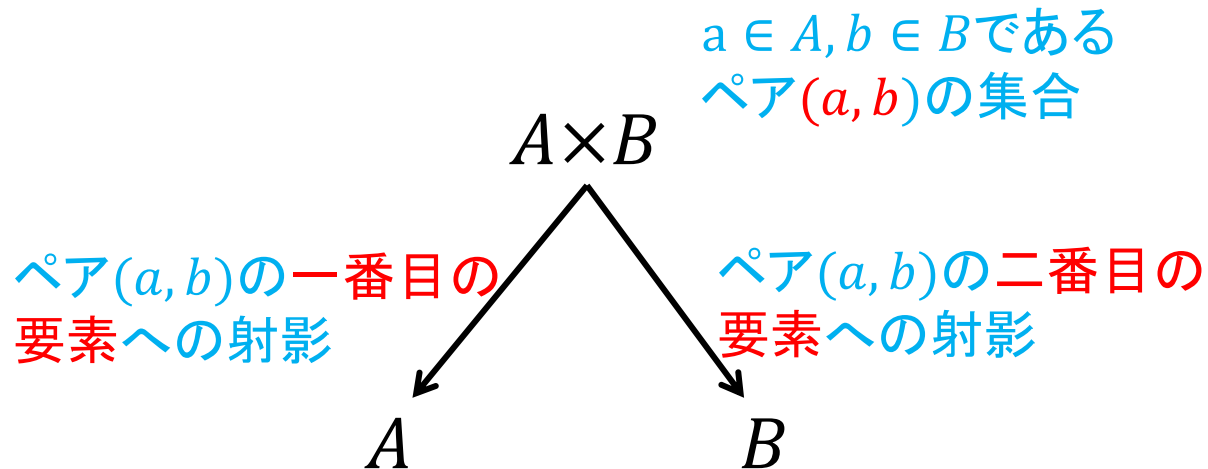 a ∈ A, b ∈ Bである
ペア(a, b)の集合
A×B
ペア(a, b)の一番目の
要素への射影
ペア(a, b)の二番目の
要素への射影
A
B